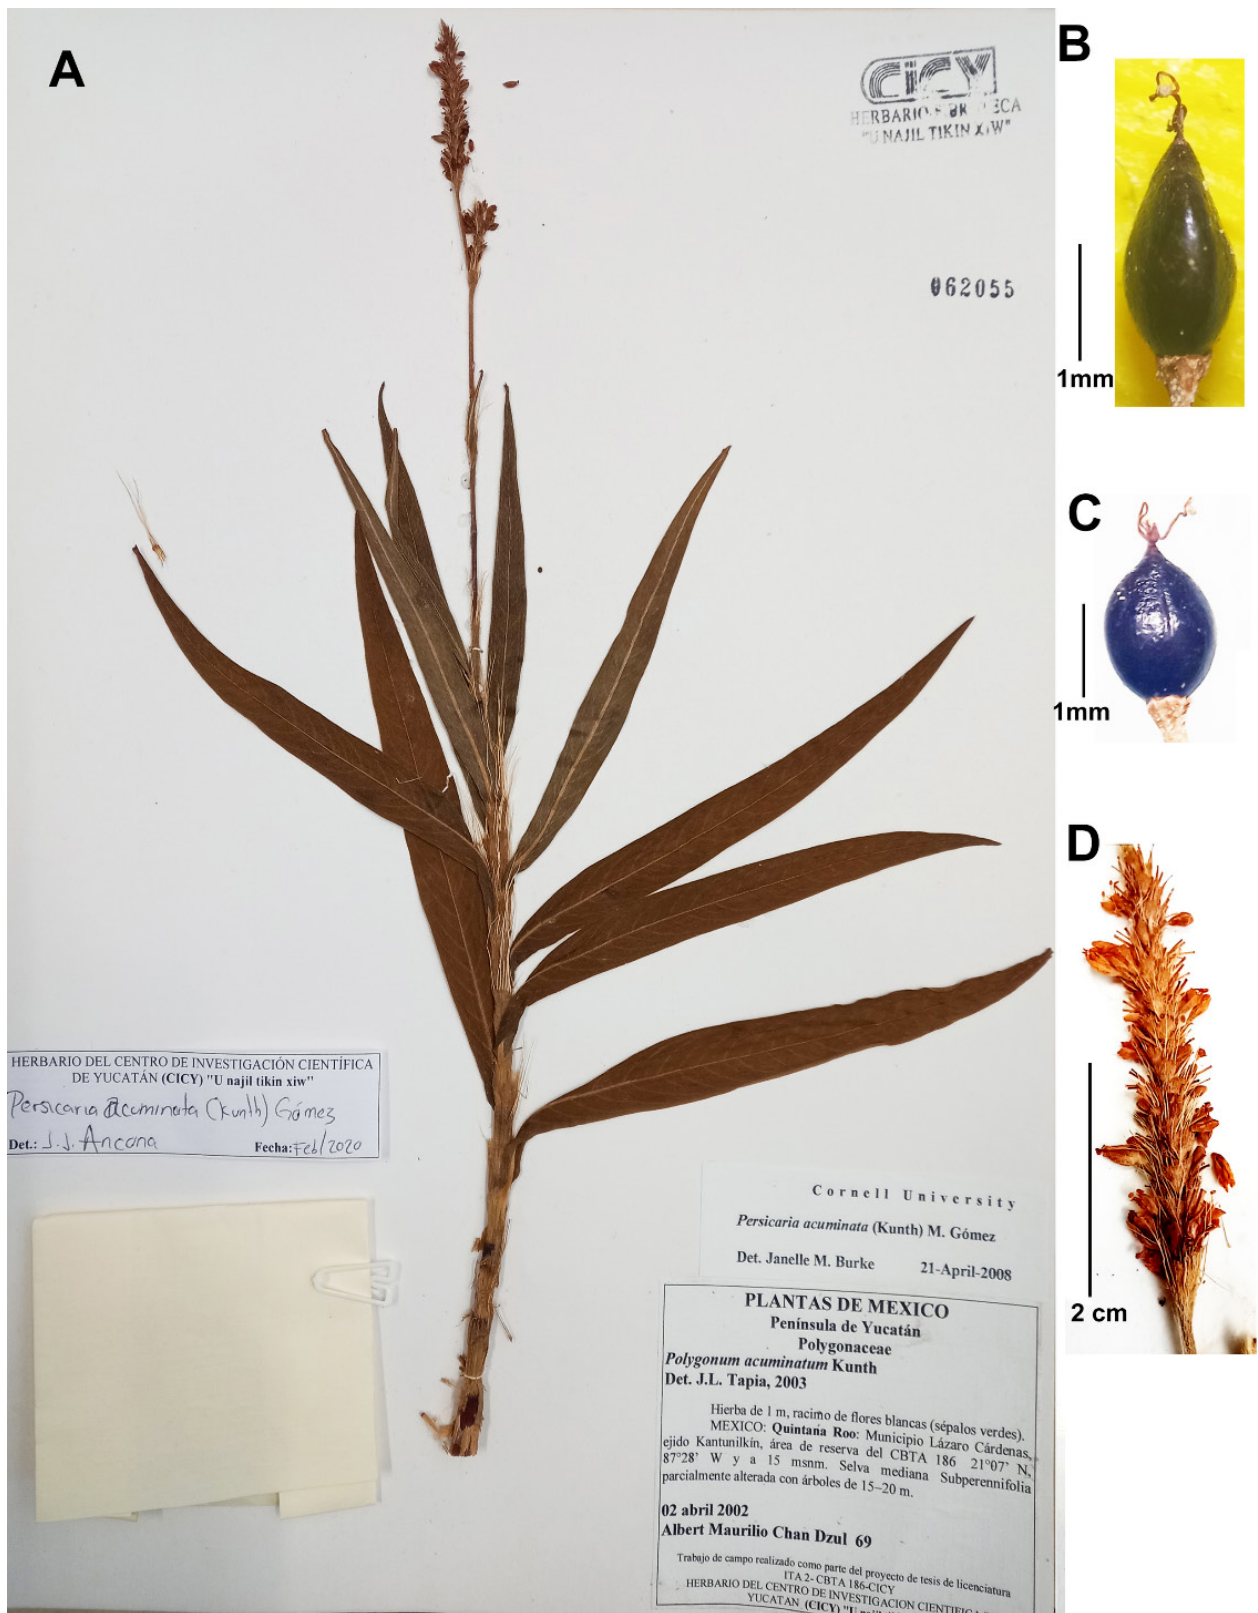 A
CICY
HERBARIO
"U NAJIL TIKIN XIW"
062055
B
1mm
C
1mm
D
2 cm
HERBARIO DEL CENTRO DE INVESTIGACIÓN CIENTÍFICA
DE YUCATÁN (CICY) "U najil tikin xiw"
Persicaria acuminata (Kunth) Gómez
Det.: J.J. Ancona Fecha: Feb/2020
Cornell University
Persicaria acuminata (Kunth) M. Gómez
Det. Janelle M. Burke 21-April-2008
PLANTAS DE MEXICO
Península de Yucatán
Polygonaceae
Polygonum acuminatum Kunth
Det. J.L. Tapia, 2003
Hierba de 1 m, racimo de flores blancas (sépalos verdes).
MEXICO: Quintana Roo: Municipio Lázaro Cárdenas,
ejido Kantunilkín, área de reserva del CBTA 186 21°07' N,
87°28' W y a 15 msnm. Selva mediana Subperennifolia
parcialmente alterada con árboles de 15–20 m.
02 abril 2002
Albert Maurilio Chan Dzul 69
Trabajo de campo realizado como parte del proyecto de tesis de licenciatura
ITA 2- CBTA 186-CICY
HERBARIO DEL CENTRO DE INVESTIGACION CIENTIFICA
YUCATAN (CICY) "U